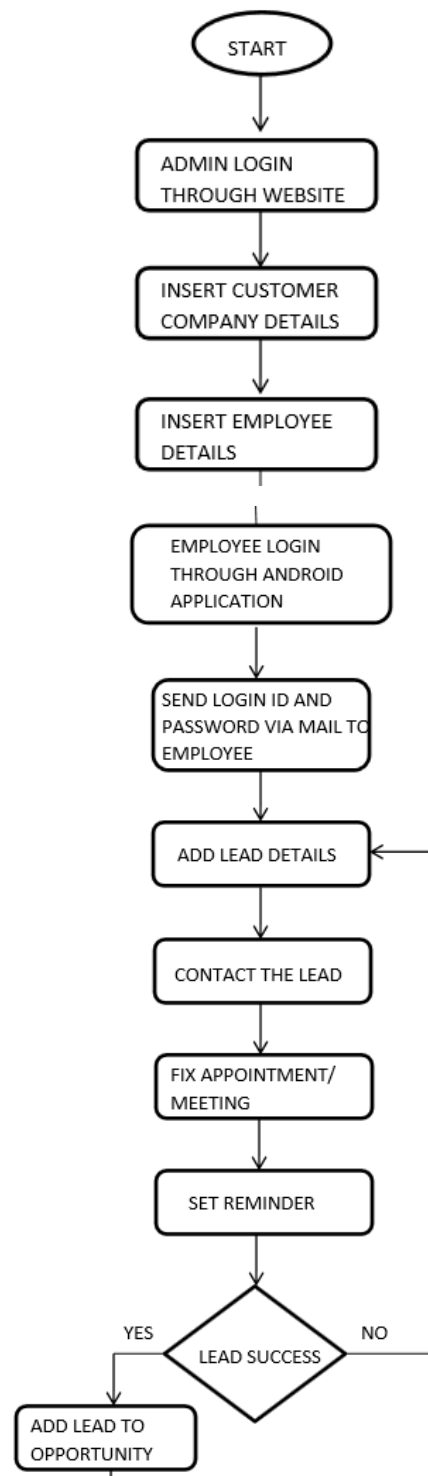 START
ADMIN LOGIN
THROUGH WEBSITE
INSERT CUSTOMER
COMPANY DETAILS
INSERT EMPLOYEE
DETAILS
EMPLOYEE LOGIN
THROUGH ANDROID
APPLICATION
SEND LOGIN ID AND
PASSWORD VIA MAIL TO
EMPLOYEE
ADD LEAD DETAILS
CONTACT THE LEAD
FIX APPOINTMENT/
MEETING
SET REMINDER
YES
NO
LEAD SUCCESS
ADD LEAD TO
OPPORTUNITY